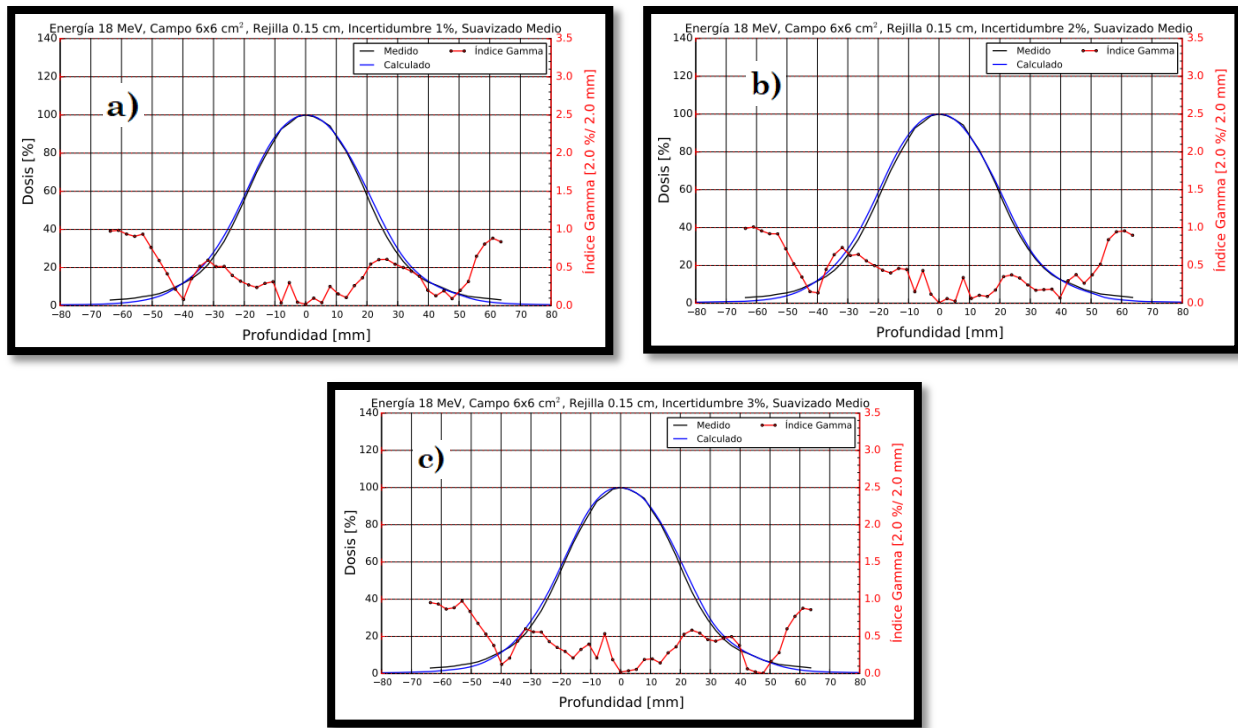 Energía 18 MeV, Campo 6x6 cm², Rejilla 0.15 cm, Incertidumbre 1%, Suavizado Medio
a)
Medido
Calculado
Índice Gamma
Dosis [%]
140
120
100
80
60
40
20
0
−80 −70 −60 −50 −40 −30 −20 −10 0 10 20 30 40 50 60 70 80
Profundidad [mm]
3.5
3.0
2.5
2.0
1.5
1.0
0.5
0.0
Índice Gamma [2.0 %/ 2.0 mm]
Energía 18 MeV, Campo 6x6 cm², Rejilla 0.15 cm, Incertidumbre 2%, Suavizado Medio
b)
Medido
Calculado
Índice Gamma
Dosis [%]
140
120
100
80
60
40
20
0
−80 −70 −60 −50 −40 −30 −20 −10 0 10 20 30 40 50 60 70 80
Profundidad [mm]
3.5
3.0
2.5
2.0
1.5
1.0
0.5
0.0
Índice Gamma [2.0 %/ 2.0 mm]
Energía 18 MeV, Campo 6x6 cm², Rejilla 0.15 cm, Incertidumbre 3%, Suavizado Medio
c)
Medido
Calculado
Índice Gamma
Dosis [%]
140
120
100
80
60
40
20
0
−80 −70 −60 −50 −40 −30 −20 −10 0 10 20 30 40 50 60 70 80
Profundidad [mm]
3.5
3.0
2.5
2.0
1.5
1.0
0.5
0.0
Índice Gamma [2.0 %/ 2.0 mm]